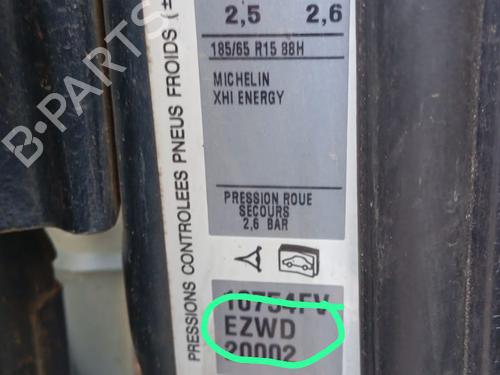 2,5 2,6
185/65 R15 88H
MICHELIN
XHI ENERGY
PRESSION ROUE
SECOURS
2,6 BAR
PRESSIONS CONTROLEES PNEUS FROIDS (±
10754FV
EZWD
20002
B-PARTS